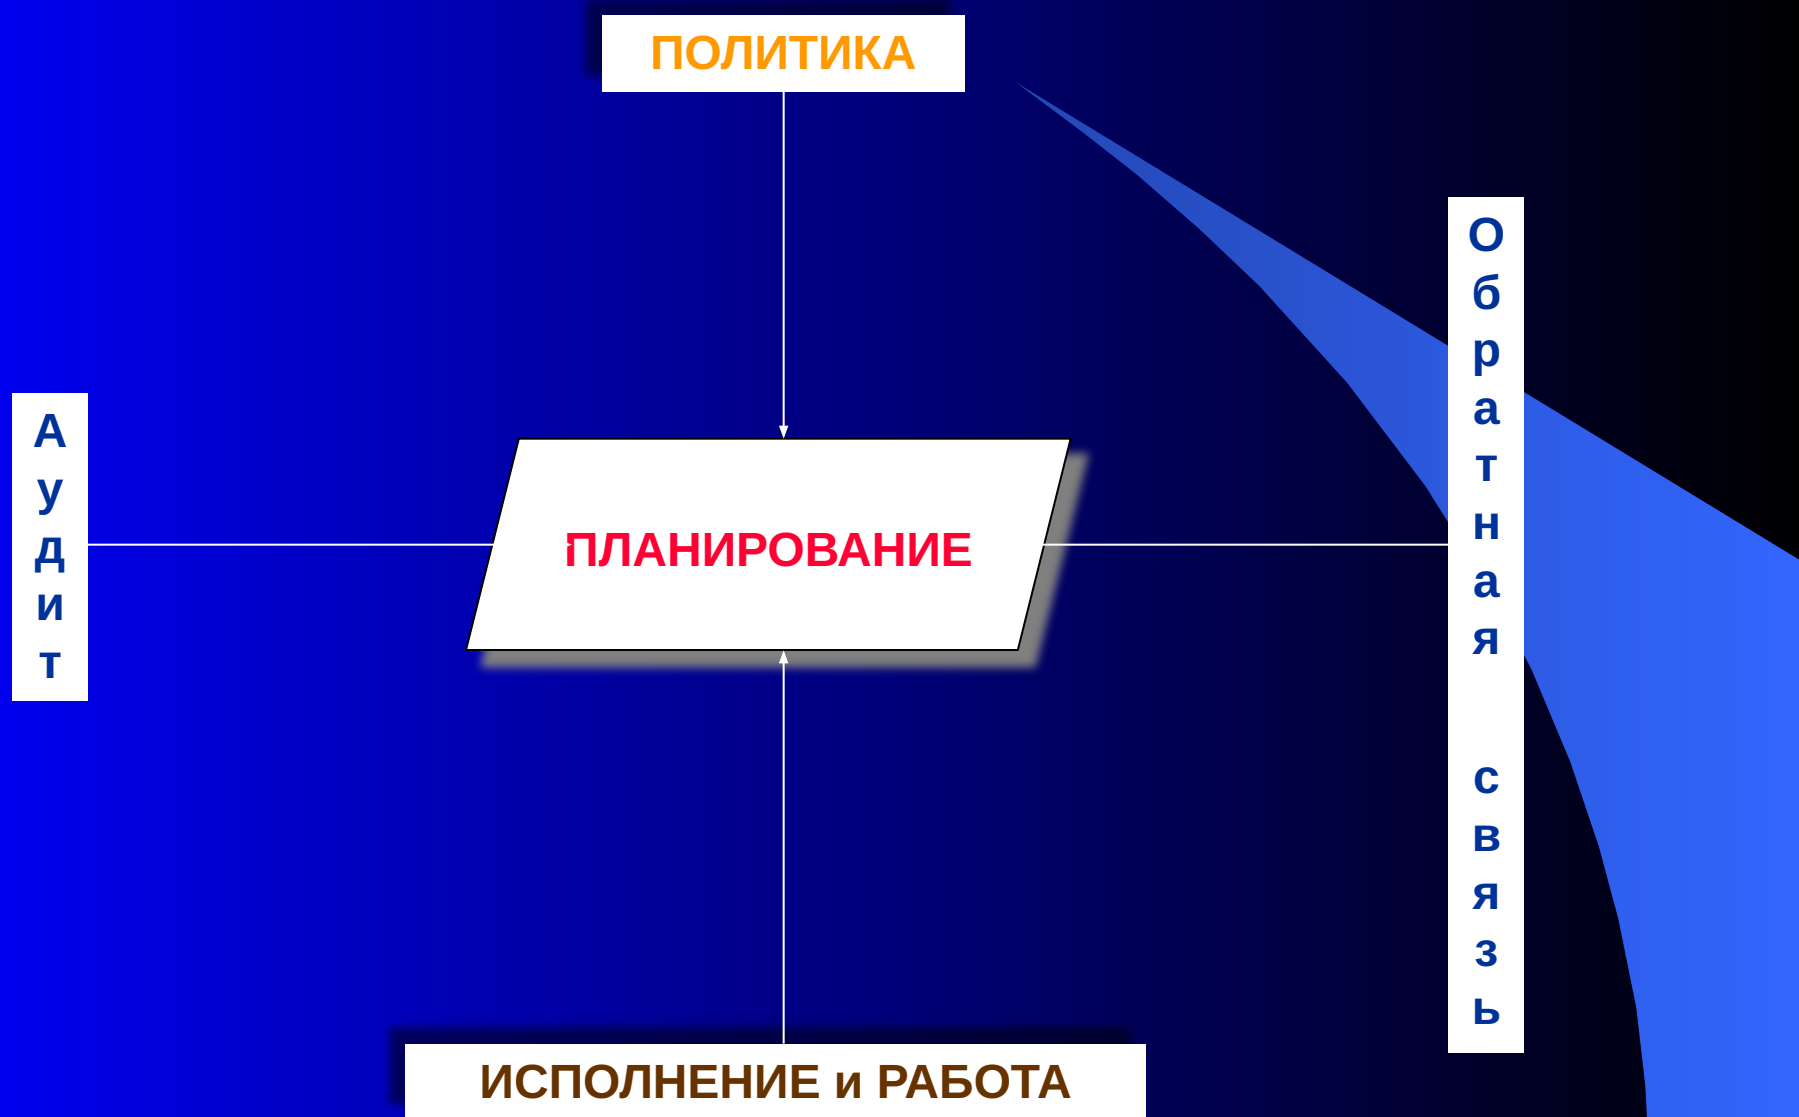 ПОЛИТИКА
Аудит
ПЛАНИРОВАНИЕ
Обратная связь
ИСПОЛНЕНИЕ и РАБОТА